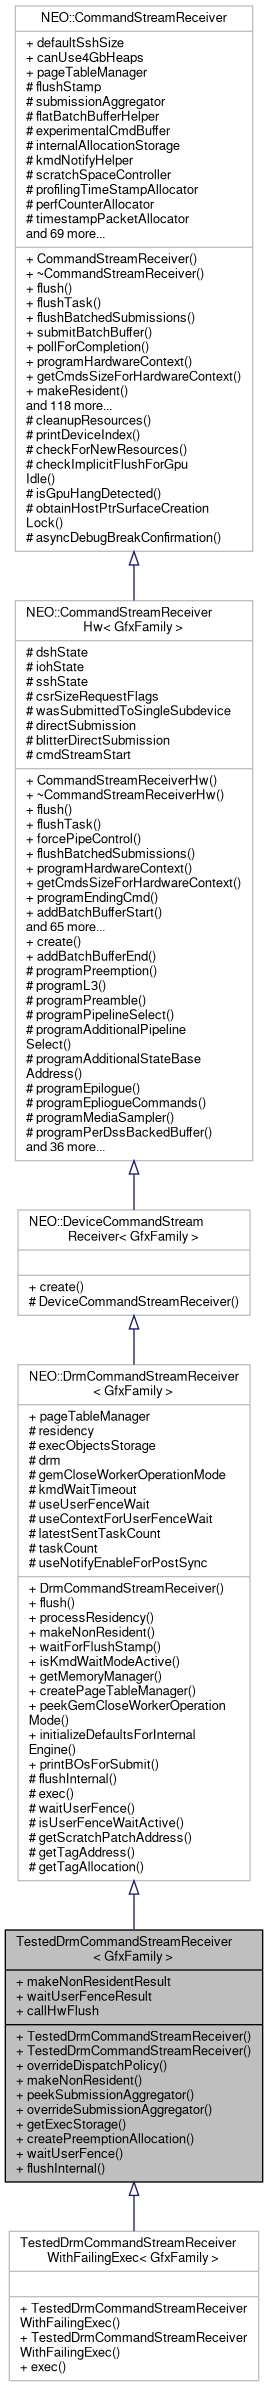 NEO::CommandStreamReceiver
+ defaultSshSize
+ canUse4GbHeaps
+ pageTableManager
# flushStamp
# submissionAggregator
# flatBatchBufferHelper
# experimentalCmdBuffer
# internalAllocationStorage
# kmdNotifyHelper
# scratchSpaceController
# profilingTimeStampAllocator
# perfCounterAllocator
# timestampPacketAllocator
and 69 more...
+ CommandStreamReceiver()
+ ~CommandStreamReceiver()
+ flush()
+ flushTask()
+ flushBatchedSubmissions()
+ submitBatchBuffer()
+ pollForCompletion()
+ programHardwareContext()
+ getCmdsSizeForHardwareContext()
+ makeResident()
and 118 more...
# cleanupResources()
# printDeviceIndex()
# checkForNewResources()
# checkImplicitFlushForGpu
Idle()
# isGpuHangDetected()
# obtainHostPtrSurfaceCreation
Lock()
# asyncDebugBreakConfirmation()
NEO::CommandStreamReceiver
Hw< GfxFamily >
# dshState
# iohState
# sshState
# csrSizeRequestFlags
# wasSubmittedToSingleSubdevice
# directSubmission
# blitterDirectSubmission
# cmdStreamStart
+ CommandStreamReceiverHw()
+ ~CommandStreamReceiverHw()
+ flush()
+ flushTask()
+ forcePipeControl()
+ flushBatchedSubmissions()
+ programHardwareContext()
+ getCmdsSizeForHardwareContext()
+ programEndingCmd()
+ addBatchBufferStart()
and 65 more...
+ create()
+ addBatchBufferEnd()
# programPreemption()
# programL3()
# programPreamble()
# programPipelineSelect()
# programAdditionalPipeline
Select()
# programAdditionalStateBase
Address()
# programEpilogue()
# programEpliogueCommands()
# programMediaSampler()
# programPerDssBackedBuffer()
and 36 more...
NEO::DeviceCommandStream
Receiver< GfxFamily >
+ create()
# DeviceCommandStreamReceiver()
NEO::DrmCommandStreamReceiver
< GfxFamily >
+ pageTableManager
# residency
# execObjectsStorage
# drm
# gemCloseWorkerOperationMode
# kmdWaitTimeout
# useUserFenceWait
# useContextForUserFenceWait
# latestSentTaskCount
# taskCount
# useNotifyEnableForPostSync
+ DrmCommandStreamReceiver()
+ flush()
+ processResidency()
+ makeNonResident()
+ waitForFlushStamp()
+ isKmdWaitModeActive()
+ getMemoryManager()
+ createPageTableManager()
+ peekGemCloseWorkerOperation
Mode()
+ initializeDefaultsForInternal
Engine()
+ printBOsForSubmit()
# flushInternal()
# exec()
# waitUserFence()
# isUserFenceWaitActive()
# getScratchPatchAddress()
# getTagAddress()
# getTagAllocation()
TestedDrmCommandStreamReceiver
< GfxFamily >
+ makeNonResidentResult
+ waitUserFenceResult
+ callHwFlush
+ TestedDrmCommandStreamReceiver()
+ TestedDrmCommandStreamReceiver()
+ overrideDispatchPolicy()
+ makeNonResident()
+ peekSubmissionAggregator()
+ overrideSubmissionAggregator()
+ getExecStorage()
+ createPreemptionAllocation()
+ waitUserFence()
+ flushInternal()
TestedDrmCommandStreamReceiver
WithFailingExec< GfxFamily >
+ TestedDrmCommandStreamReceiver
WithFailingExec()
+ TestedDrmCommandStreamReceiver
WithFailingExec()
+ exec()